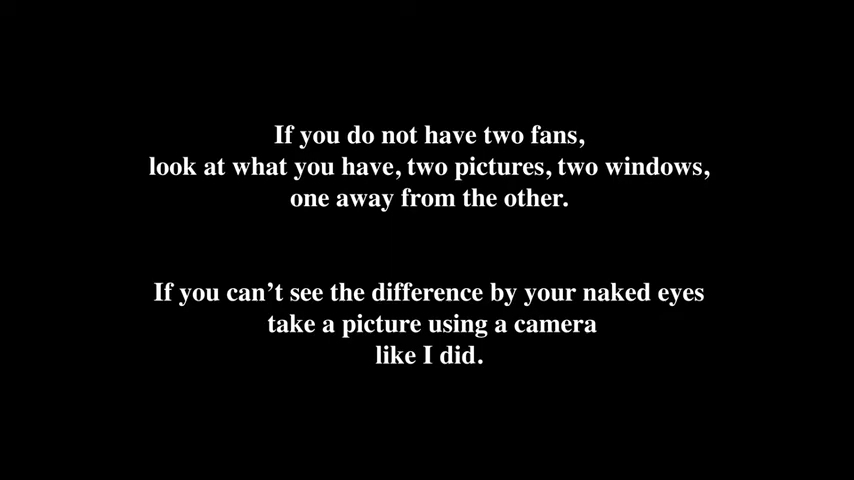 If you do not have two fans,
look at what you have, two pictures, two windows,
one away from the other.
If you can’t see the difference by your naked eyes
take a picture using a camera
like I did.